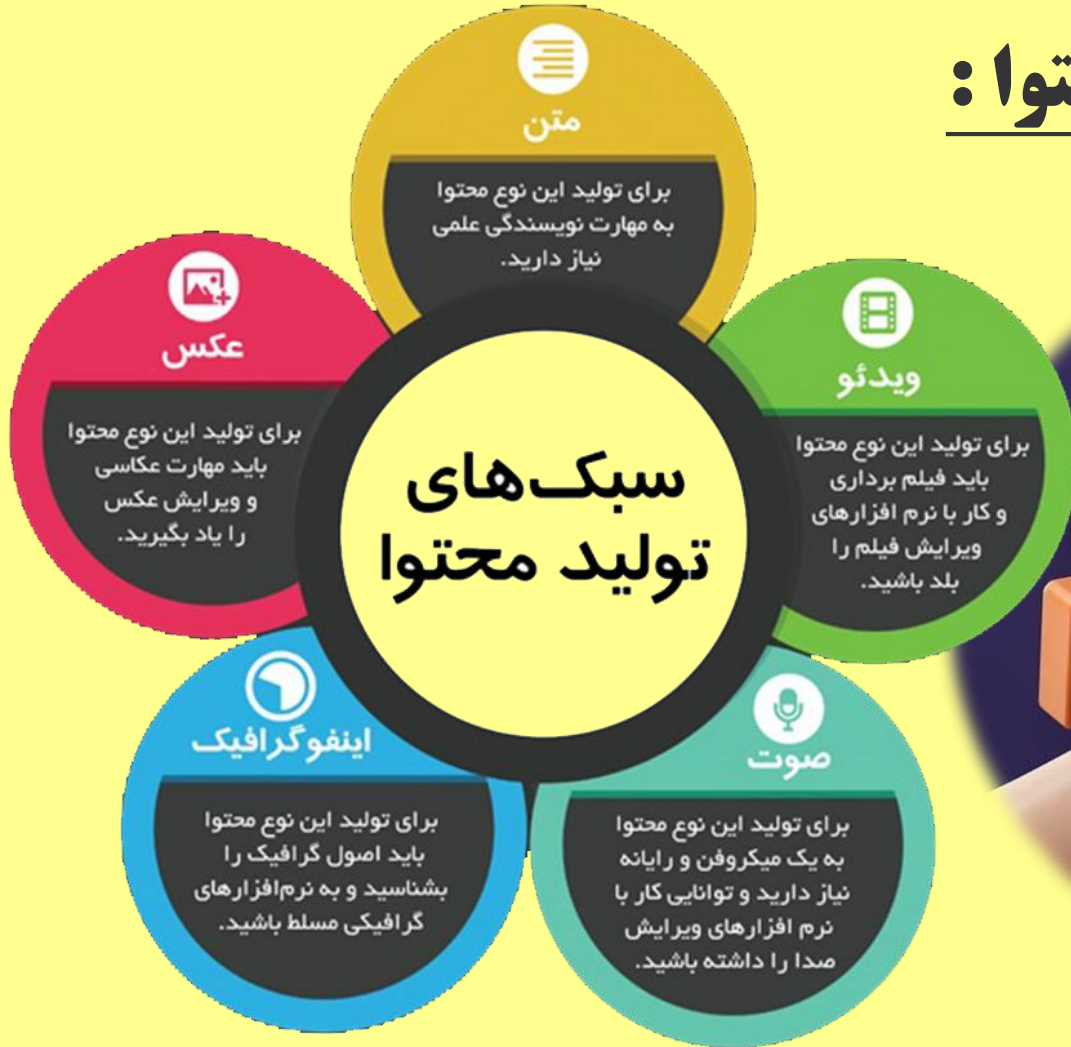 متن
برای تولید این نوع محتوا
به مهارت نویسندگی علمی
نیاز دارید.
ویدئو
برای تولید این نوع محتوا
باید فیلم برداری
و کار با نرم افزارهای
ویرایش فیلم را
بلد باشید.
عکس
برای تولید این نوع محتوا
باید مهارت عکاسی
و ویرایش عکس
را یاد بگیرید.
سبک‌های
تولید محتوا
صوت
برای تولید این نوع محتوا
به یک میکروفن و رایانه
نیاز دارید و توانایی کار با
نرم افزارهای ویرایش
صدا را داشته باشید.
اینفوگرافیک
برای تولید این نوع محتوا
باید اصول گرافیک را
بشناسید و به نرم‌افزارهای
گرافیکی مسلط باشید.